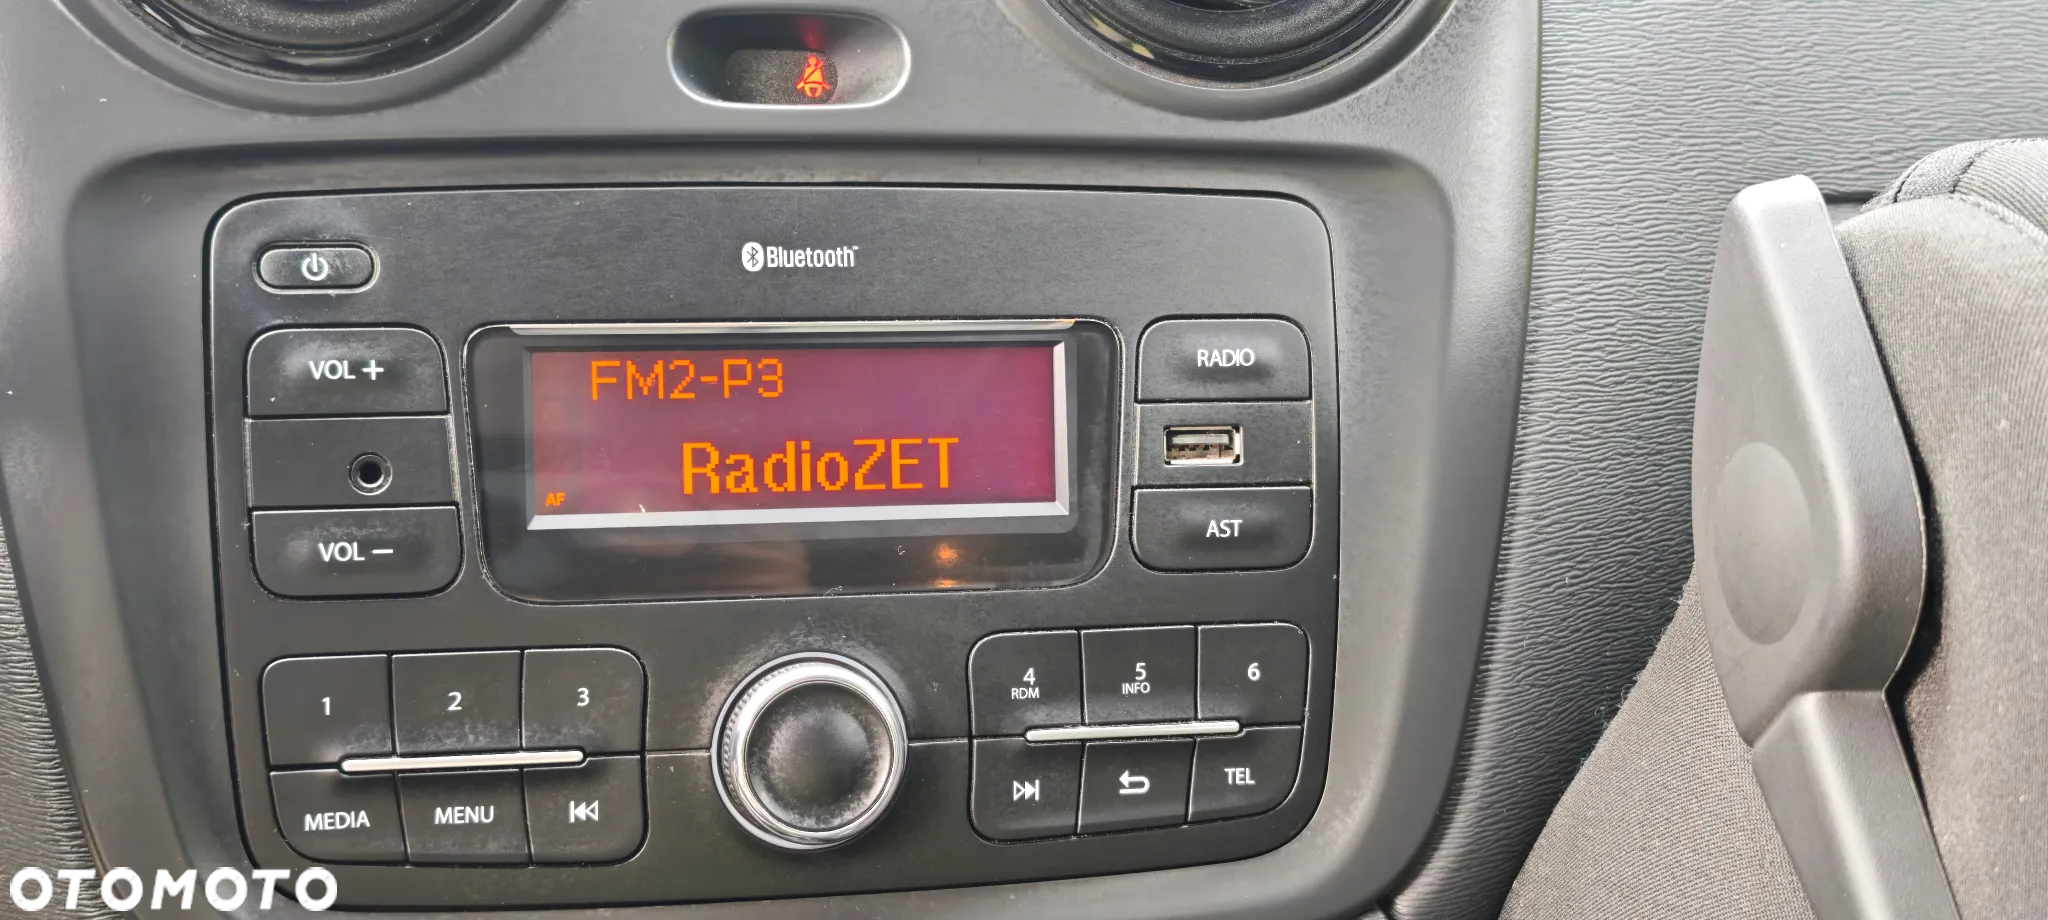 Bluetooth™
VOL +
FM2-P3
RadioZET
AF
RADIO
VOL –
AST
1
2
3
MEDIA
MENU
4
RDM
5
INFO
6
TEL
OTOMOTO